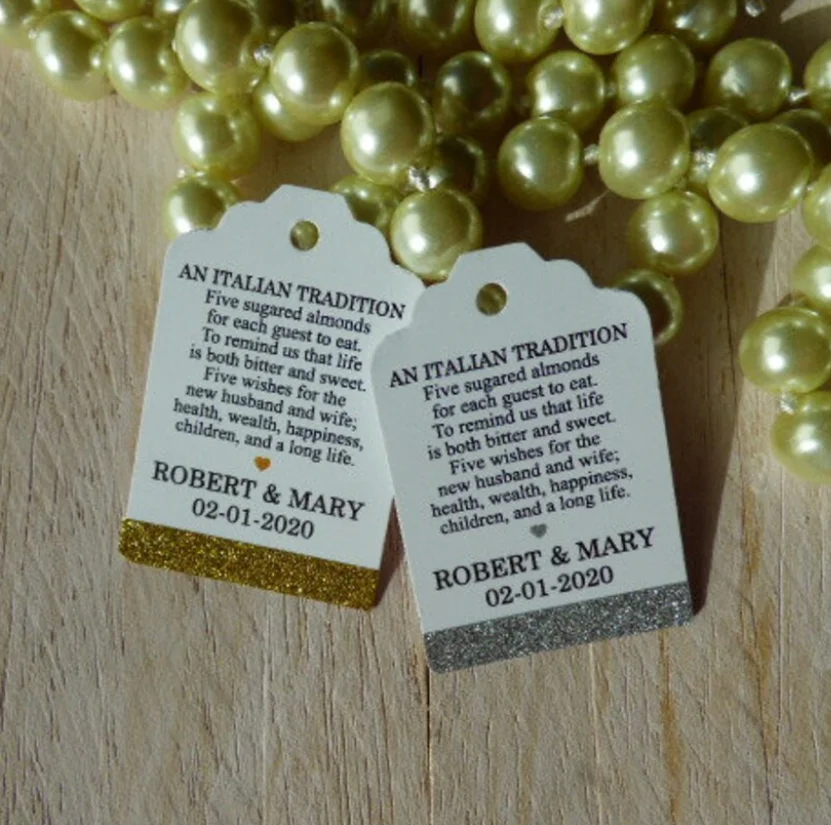 AN ITALIAN TRADITION
Five sugared almonds
for each guest to eat.
To remind us that life
is both bitter and sweet.
Five wishes for the
new husband and wife;
health, wealth, happiness,
children, and a long life.
ROBERT & MARY
02-01-2020
AN ITALIAN TRADITION
Five sugared almonds
for each guest to eat.
To remind us that life
is both bitter and sweet.
Five wishes for the
new husband and wife;
health, wealth, happiness,
children, and a long life.
ROBERT & MARY
02-01-2020